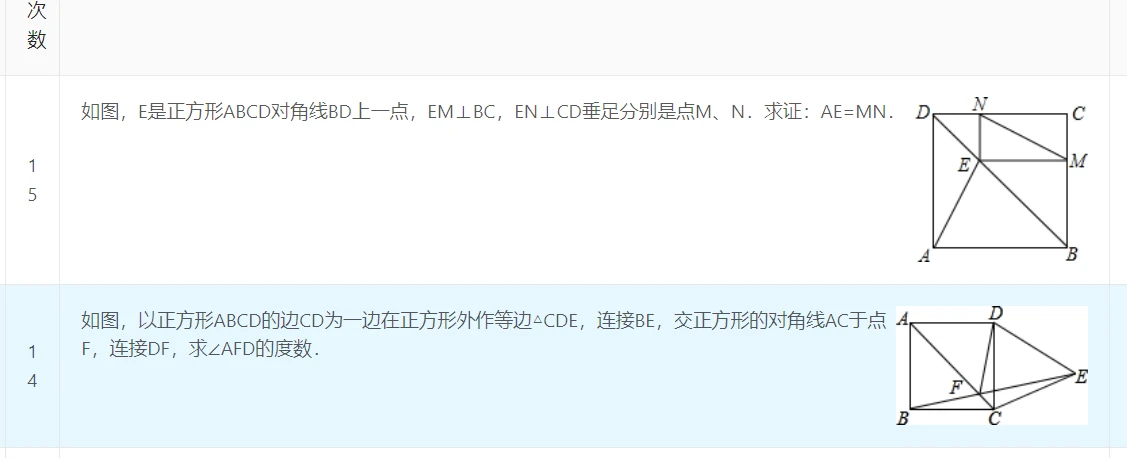 次
数
如图，E是正方形ABCD对角线BD上一点，EM⊥BC，EN⊥CD垂足分别是点M、N．求证：AE=MN．
1
5
D
N
C
E
M
A
B
如图，以正方形ABCD的边CD为一边在正方形外作等边△CDE，连接BE，交正方形的对角线AC于点
F，连接DF，求∠AFD的度数．
1
4
A
D
E
F
B
C